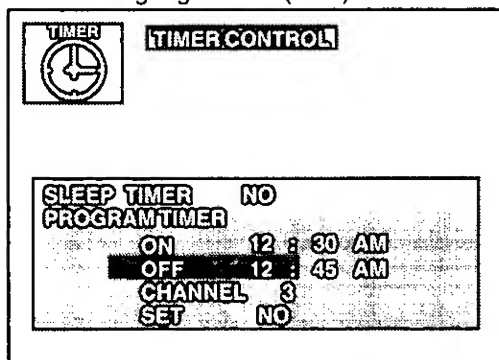 TIMER
TIMER CONTROL
SLEEP TIMER NO
PROGRAM TIMER
ON 12 : 30 AM
OFF 12 : 45 AM
CHANNEL 3
SET NO